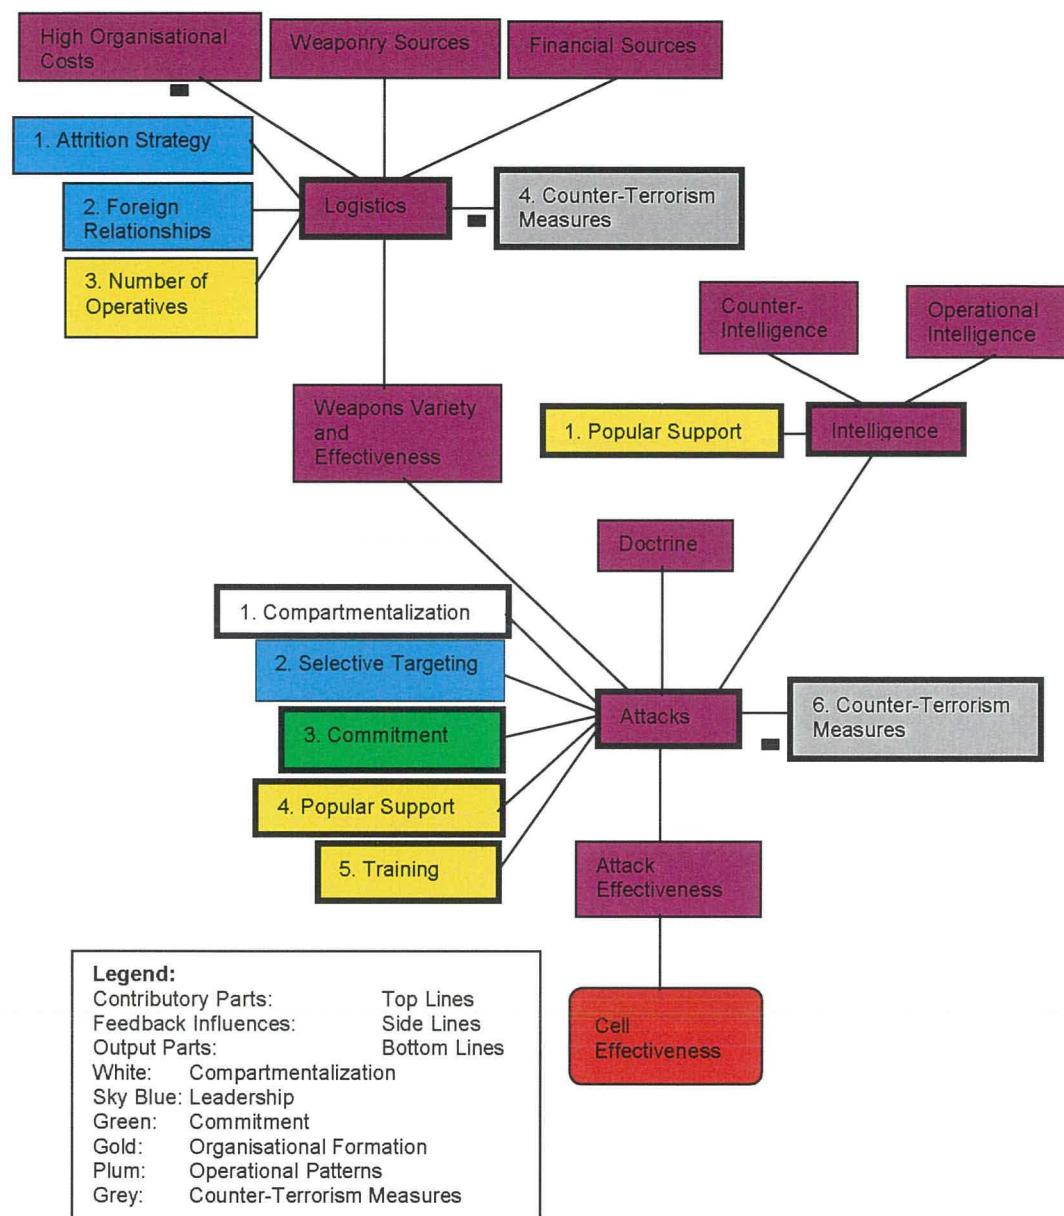 High Organisational
Costs
Weaponry Sources
Financial Sources
1. Attrition Strategy
2. Foreign
Relationships
3. Number of
Operatives
Logistics
4. Counter-Terrorism
Measures
Counter-
Intelligence
Operational
Intelligence
Weapons Variety
and
Effectiveness
1. Popular Support
Intelligence
Doctrine
1. Compartmentalization
2. Selective Targeting
3. Commitment
4. Popular Support
5. Training
Attacks
6. Counter-Terrorism
Measures
Attack
Effectiveness
Cell
Effectiveness
Legend:
Contributory Parts: Top Lines
Feedback Influences: Side Lines
Output Parts: Bottom Lines
White: Compartmentalization
Sky Blue: Leadership
Green: Commitment
Gold: Organisational Formation
Plum: Operational Patterns
Grey: Counter-Terrorism Measures